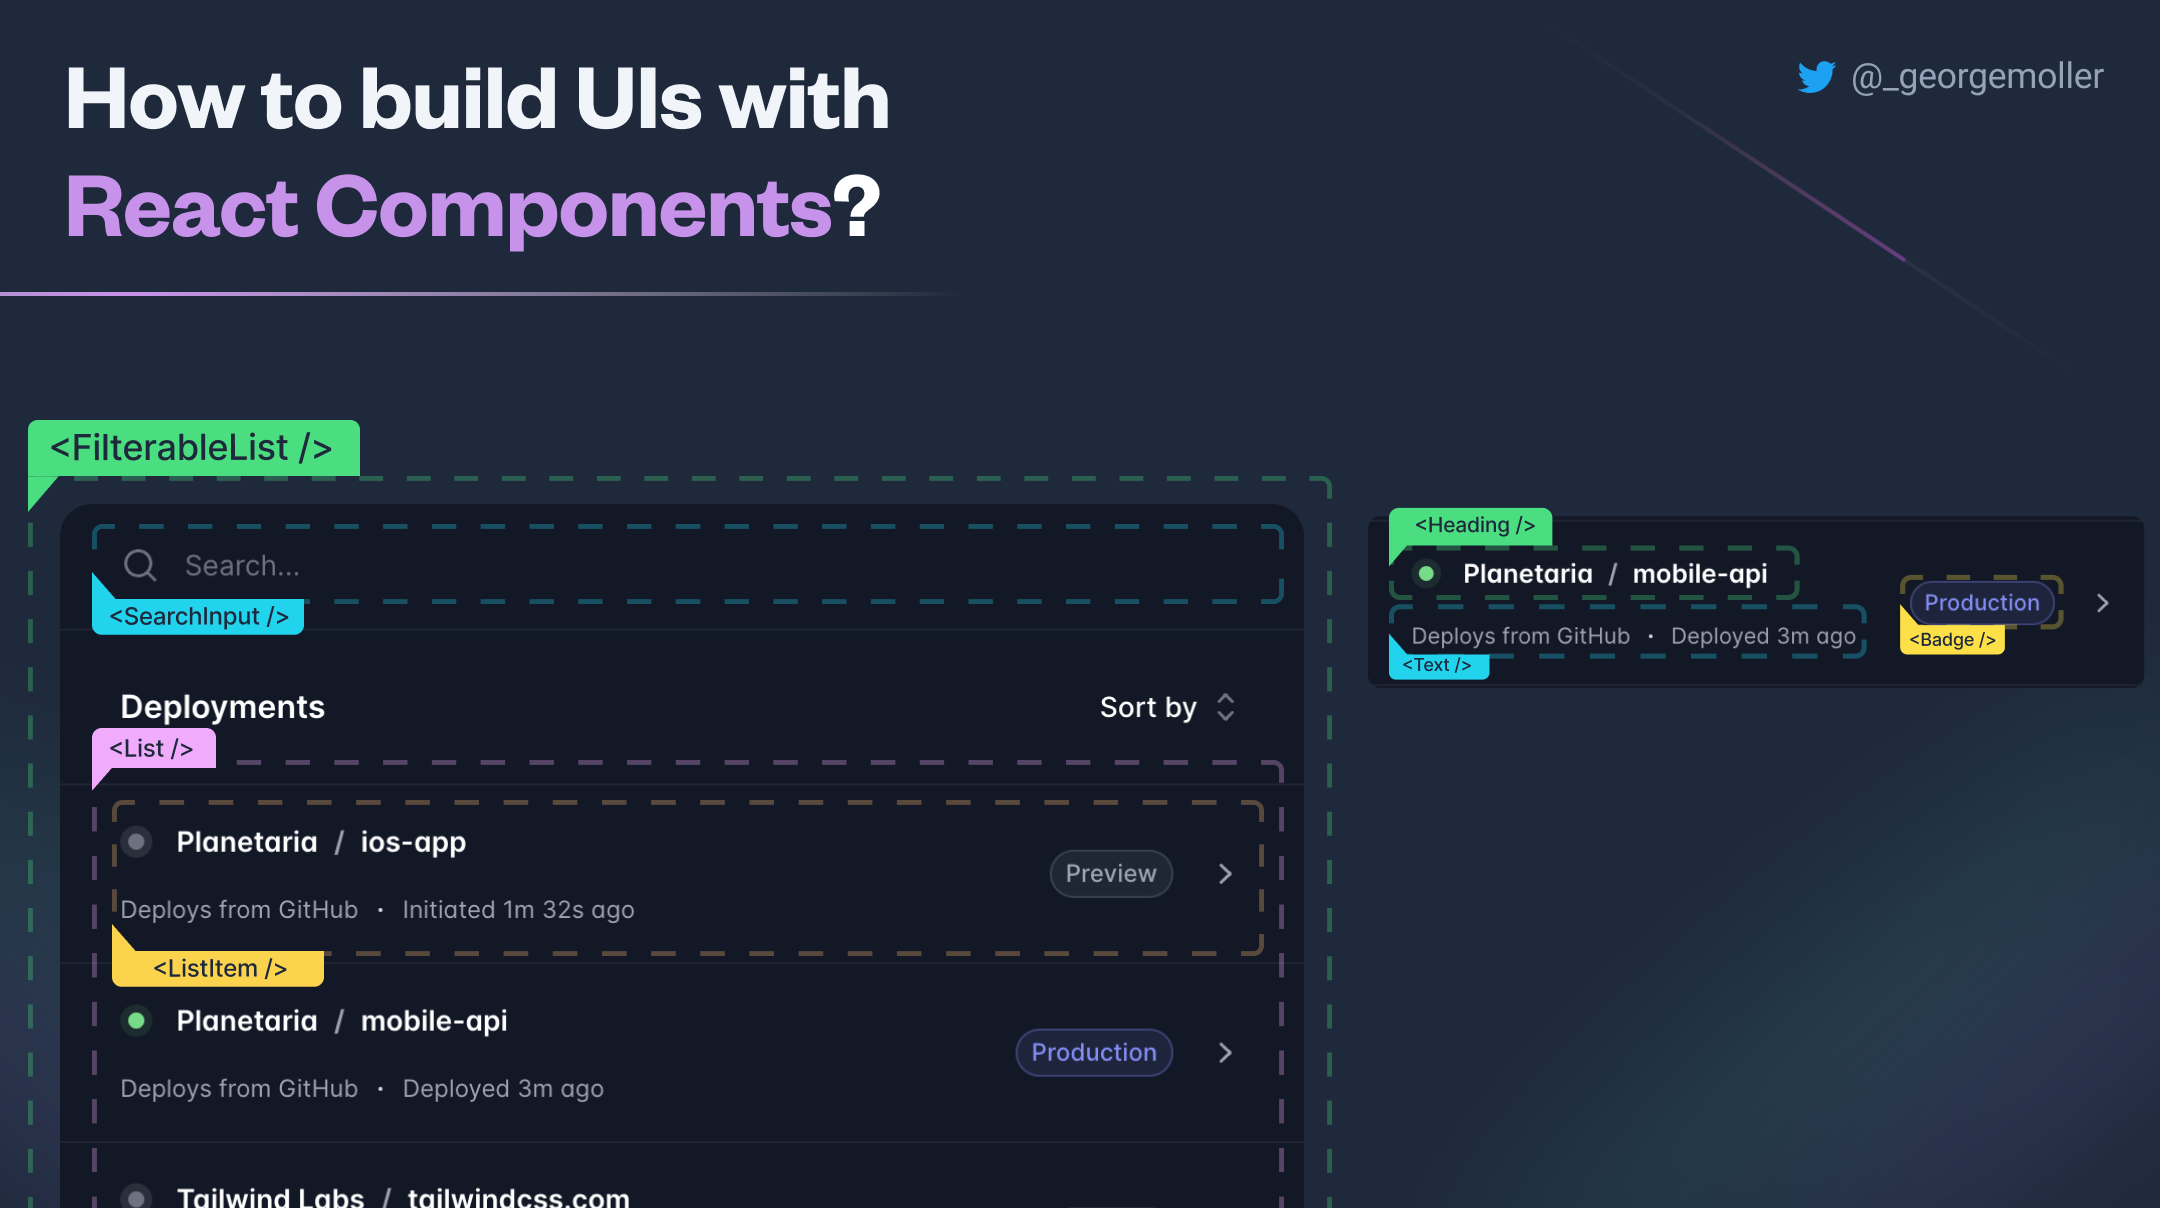 How to build UIs with
React Components?
@_georgemoller
<FilterableList />
Search...
<SearchInput />
Deployments
Sort by
<List />
Planetaria / ios-app
Preview
Deploys from GitHub • Initiated 1m 32s ago
<ListItem />
Planetaria / mobile-api
Production
Deploys from GitHub • Deployed 3m ago
Tailwind Labs / tailwindcss.com
<Heading />
Planetaria / mobile-api
Production
Deploys from GitHub • Deployed 3m ago
<Badge />
<Text />